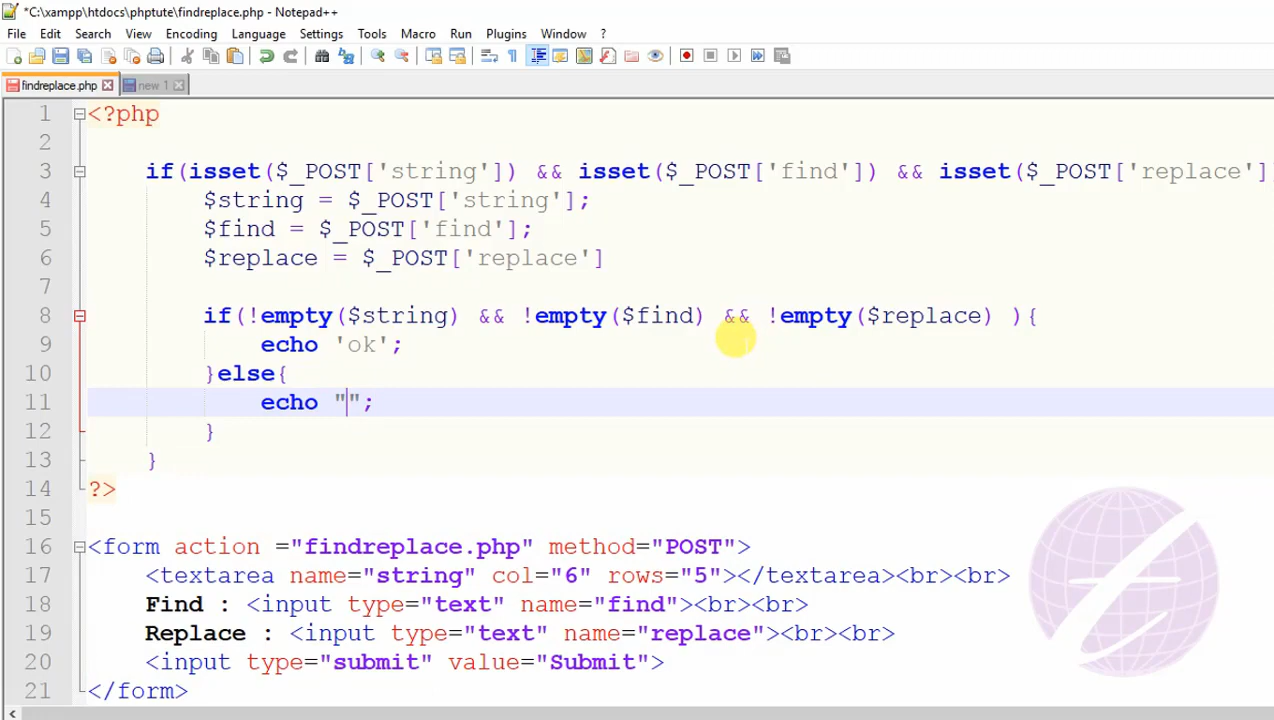 *C:\xampp\htdocs\phptute\findreplace.php - Notepad++
File Edit Search View Encoding Language Settings Tools Macro Run Plugins Window ?
findreplace.php new 1
1 <?php
2
3 if(isset($_POST['string']) && isset($_POST['find']) && isset($_POST['replace']
4 $string = $_POST['string'];
5 $find = $_POST['find'];
6 $replace = $_POST['replace']
7
8 if(!empty($string) && !empty($find) && !empty($replace) ){
9 echo 'ok';
10 }else{
11 echo "";
12 }
13 }
14 ?>
15
16 <form action ="findreplace.php" method="POST">
17 <textarea name="string" col="6" rows="5"></textarea><br><br>
18 Find : <input type="text" name="find"><br><br>
19 Replace : <input type="text" name="replace"><br><br>
20 <input type="submit" value="Submit">
21 </form>